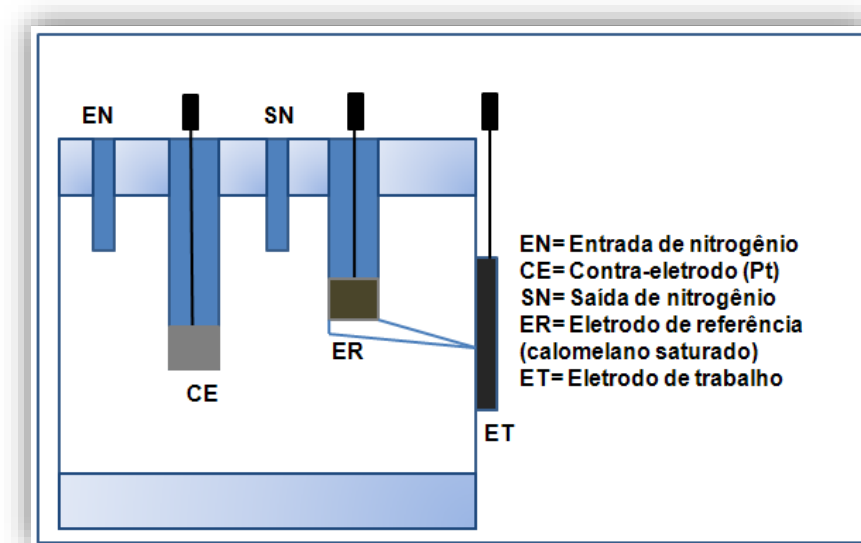 EN
SN
EN= Entrada de nitrogênio
CE= Contra-eletrodo (Pt)
SN= Saída de nitrogênio
ER= Eletrodo de referência
(calomelano saturado)
ET= Eletrodo de trabalho
ER
CE
ET